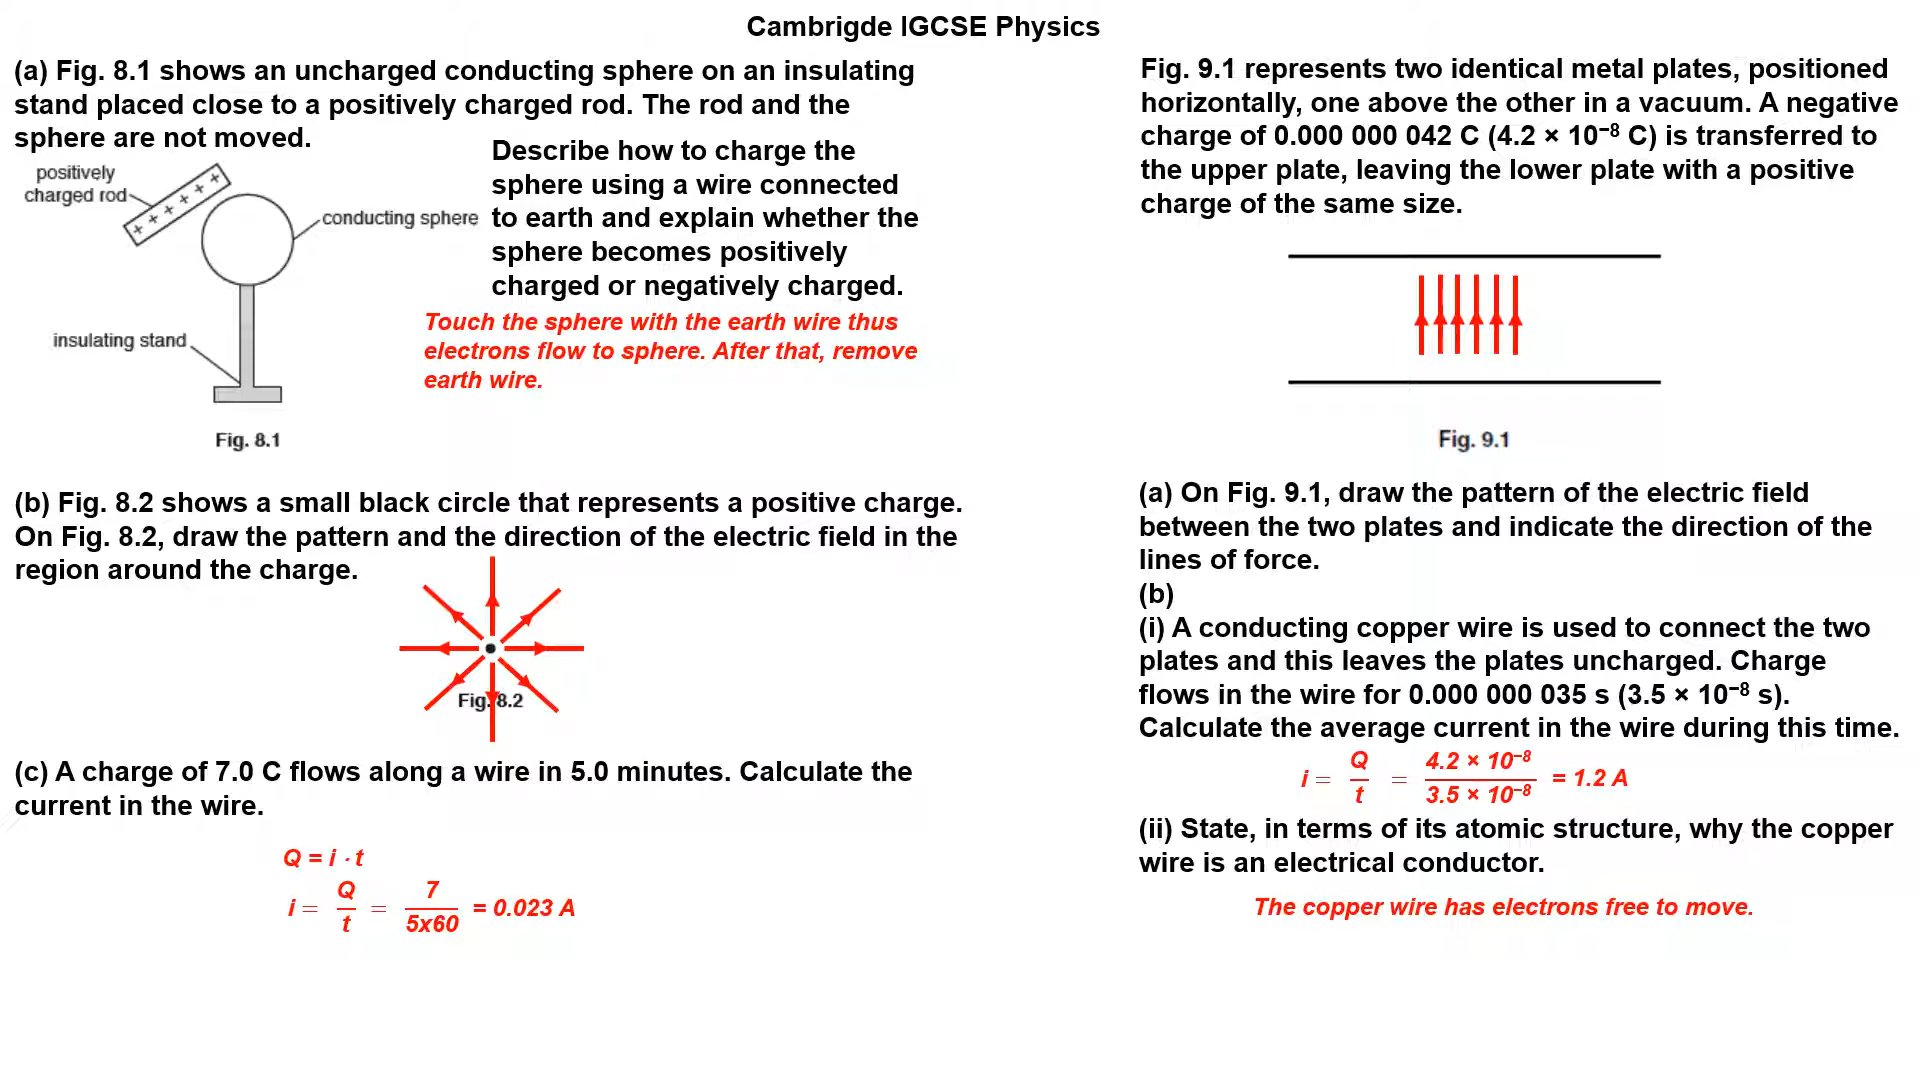 Cambrigde IGCSE Physics
(a) Fig. 8.1 shows an uncharged conducting sphere on an insulating
stand placed close to a positively charged rod. The rod and the
sphere are not moved.
positively
charged rod
+ + + + + +
conducting sphere
insulating stand
Fig. 8.1
Describe how to charge the
sphere using a wire connected
to earth and explain whether the
sphere becomes positively
charged or negatively charged.
Touch the sphere with the earth wire thus
electrons flow to sphere. After that, remove
earth wire.
(b) Fig. 8.2 shows a small black circle that represents a positive charge.
On Fig. 8.2, draw the pattern and the direction of the electric field in the
region around the charge.
Fig. 8.2
(c) A charge of 7.0 C flows along a wire in 5.0 minutes. Calculate the
current in the wire.
Q = i · t
i = Q/t = 7/5x60 = 0.023 A
Fig. 9.1 represents two identical metal plates, positioned
horizontally, one above the other in a vacuum. A negative
charge of 0.000 000 042 C (4.2 × 10⁻⁸ C) is transferred to
the upper plate, leaving the lower plate with a positive
charge of the same size.
Fig. 9.1
(a) On Fig. 9.1, draw the pattern of the electric field
between the two plates and indicate the direction of the
lines of force.
(b)
(i) A conducting copper wire is used to connect the two
plates and this leaves the plates uncharged. Charge
flows in the wire for 0.000 000 035 s (3.5 × 10⁻⁸ s).
Calculate the average current in the wire during this time.
i = Q/t = 4.2 × 10⁻⁸/3.5 × 10⁻⁸ = 1.2 A
(ii) State, in terms of its atomic structure, why the copper
wire is an electrical conductor.
The copper wire has electrons free to move.